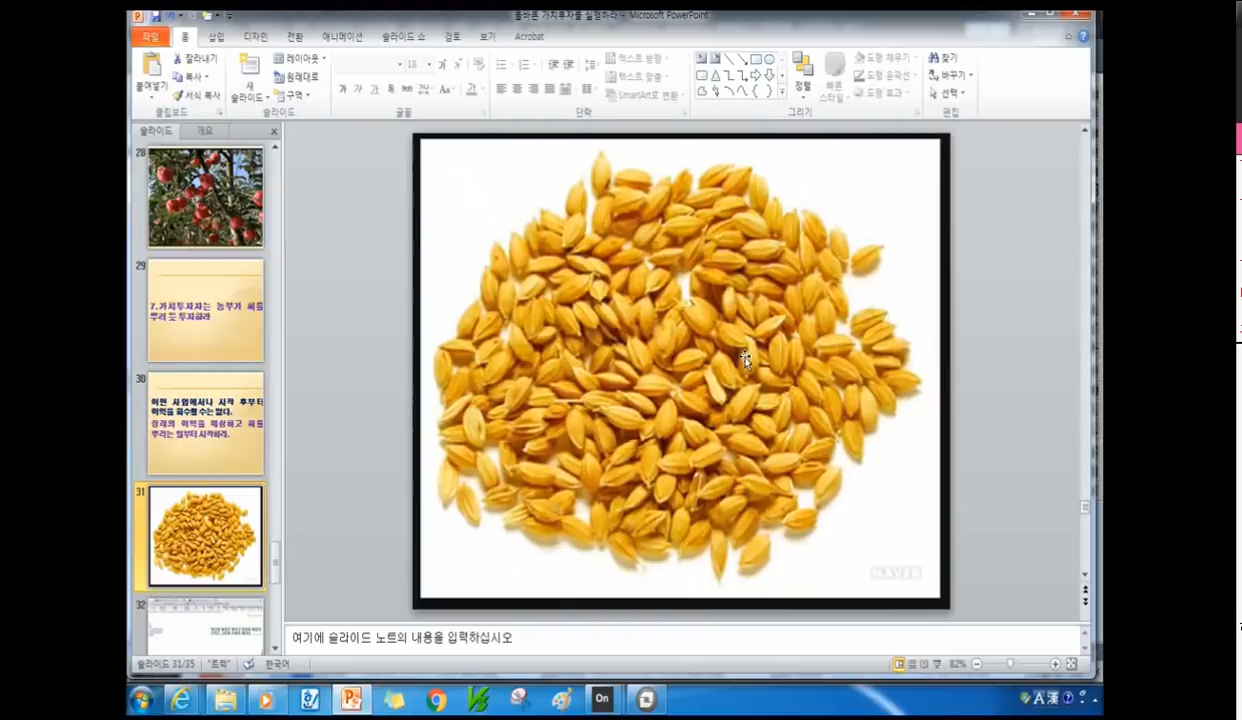 올바른 가치투자를 실행하라 - Microsoft PowerPoint
파일 홈 삽입 디자인 전환 애니메이션 슬라이드 쇼 검토 보기 Acrobat
붙여넣기
잘라내기
복사
서식 복사
클립보드
새 슬라이드
레이아웃
원래대로
구역
슬라이드
18
가 가 가
Aa
글꼴
텍스트 방향
텍스트 맞춤
SmartArt로 변환
단락
정렬
빠른 스타일
도형 채우기
도형 윤곽선
도형 효과
그리기
찾기
바꾸기
선택
편집
슬라이드 개요
28
29
7.가치투자자는 농부가 씨를
뿌리 듯 투자하라
30
어떤 사업에서나 시작 후부터
이익을 회수할 수는 없다.
장래의 이익을 예상하고 씨를
뿌리는 일부터 시작하라.
31
32
NAVER
여기에 슬라이드 노트의 내용을 입력하십시오
슬라이드 31/35 "트랙" 한국어
82%
On
A 漢